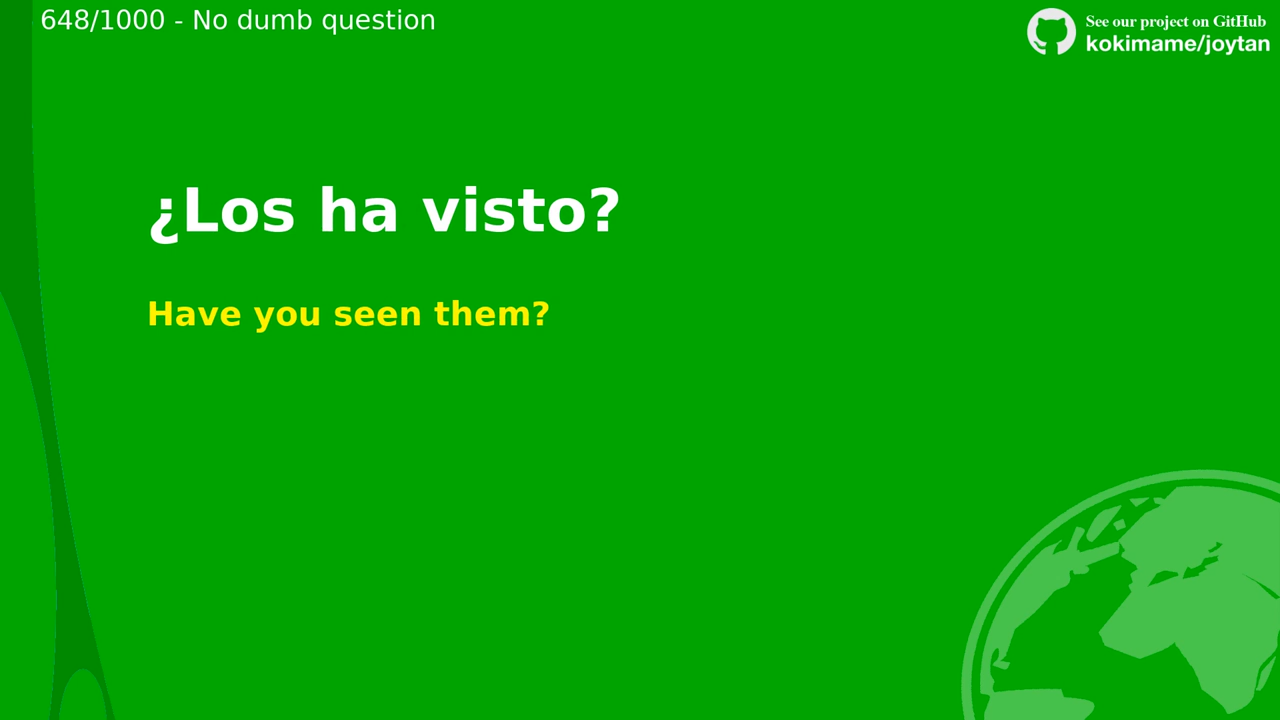 648/1000 - No dumb question
See our project on GitHub
kokimame/joytan
¿Los ha visto?
Have you seen them?